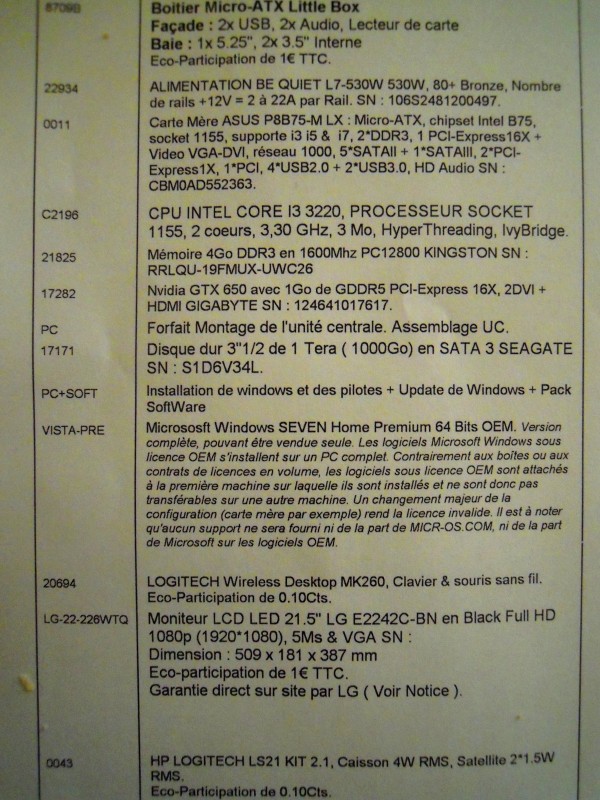 8709B Boitier Micro-ATX Little Box
Façade : 2x USB, 2x Audio, Lecteur de carte
Baie : 1x 5.25", 2x 3.5" Interne
Eco-Participation de 1€ TTC.
22934 ALIMENTATION BE QUIET L7-530W 530W, 80+ Bronze, Nombre
de rails +12V = 2 à 22A par Rail. SN : 106S2481200497.
0011 Carte Mère ASUS P8B75-M LX : Micro-ATX, chipset Intel B75,
socket 1155, supporte i3 i5 & i7, 2*DDR3, 1 PCI-Express16X +
Video VGA-DVI, réseau 1000, 5*SATAII + 1*SATAIII, 2*PCI-
Express1X, 1*PCI, 4*USB2.0 + 2*USB3.0, HD Audio SN :
CBM0AD552363.
C2196 CPU INTEL CORE I3 3220, PROCESSEUR SOCKET
1155, 2 coeurs, 3,30 GHz, 3 Mo, HyperThreading, IvyBridge.
21825 Mémoire 4Go DDR3 en 1600Mhz PC12800 KINGSTON SN :
RRLQU-19FMUX-UWC26
17282 Nvidia GTX 650 avec 1Go de GDDR5 PCI-Express 16X, 2DVI +
HDMI GIGABYTE SN : 124641017617.
PC Forfait Montage de l'unité centrale. Assemblage UC.
17171 Disque dur 3"1/2 de 1 Tera ( 1000Go) en SATA 3 SEAGATE
SN : S1D6V34L.
PC+SOFT Installation de windows et des pilotes + Update de Windows + Pack
SoftWare
VISTA-PRE Micrososft Windows SEVEN Home Premium 64 Bits OEM. Version
complète, pouvant être vendue seule. Les logiciels Microsoft Windows sous
licence OEM s'installent sur un PC complet. Contrairement aux boîtes ou aux
contrats de licences en volume, les logiciels sous licence OEM sont attachés
à la première machine sur laquelle ils sont installés et ne sont donc pas
transférables sur une autre machine. Un changement majeur de la
configuration (carte mère par exemple) rend la licence invalide. Il est à noter
qu'aucun support ne sera fourni ni de la part de MICR-OS.COM, ni de la part
de Microsoft sur les logiciels OEM.
20694 LOGITECH Wireless Desktop MK260, Clavier & souris sans fil.
Eco-Participation de 0.10Cts.
LG-22-226WTQ Moniteur LCD LED 21.5" LG E2242C-BN en Black Full HD
1080p (1920*1080), 5Ms & VGA SN :
Dimension : 509 x 181 x 387 mm
Eco-participation de 1€ TTC.
Garantie direct sur site par LG ( Voir Notice ).
0043 HP LOGITECH LS21 KIT 2.1, Caisson 4W RMS, Satellite 2*1.5W
RMS.
Eco-Participation de 0.10Cts.